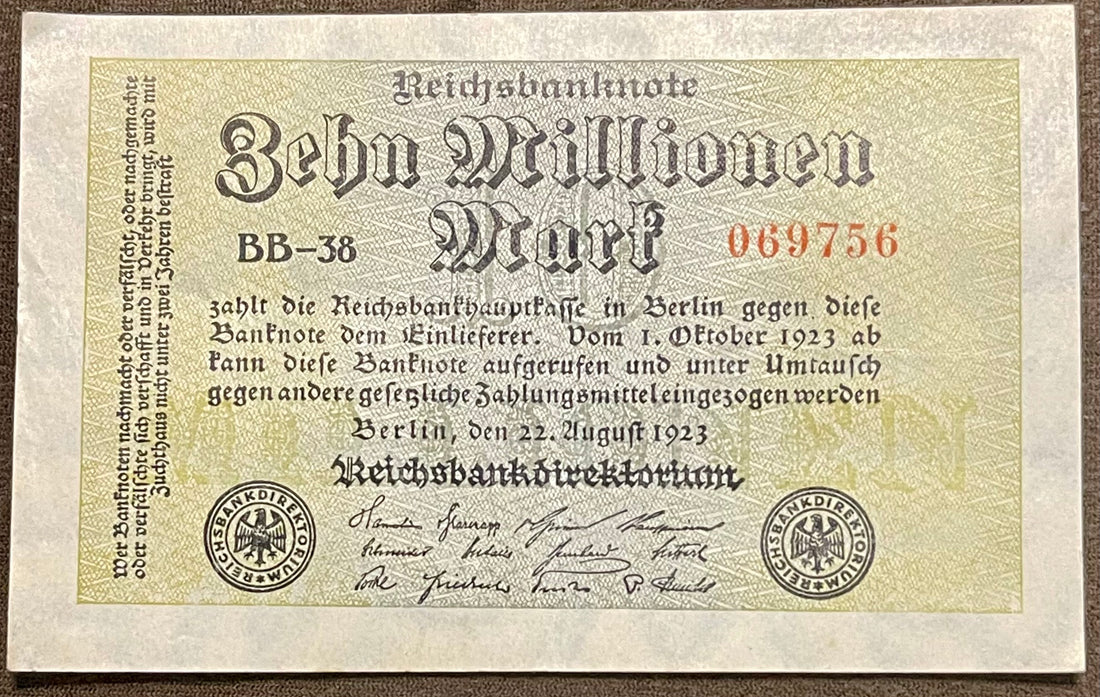 Reichsbanknote
Zehn Millionen
Mark
BB–38
069756
zahlt die Reichsbankhauptkasse in Berlin gegen diese
Banknote dem Einlieferer. Vom 1. Oktober 1923 ab
kann diese Banknote aufgerufen und unter Umtausch
gegen andere gesetzliche Zahlungsmittel eingezogen werden
Berlin, den 22. August 1923
Reichsbankdirektorium
REICHSBANKDIREKTORIUM
REICHSBANKDIREKTORIUM
Wer Banknoten nachmacht oder verfälscht, oder nachgemachte
oder verfälschte sich verschafft und in Verkehr bringt, wird mit
Zuchthaus nicht unter zwei Jahren bestraft